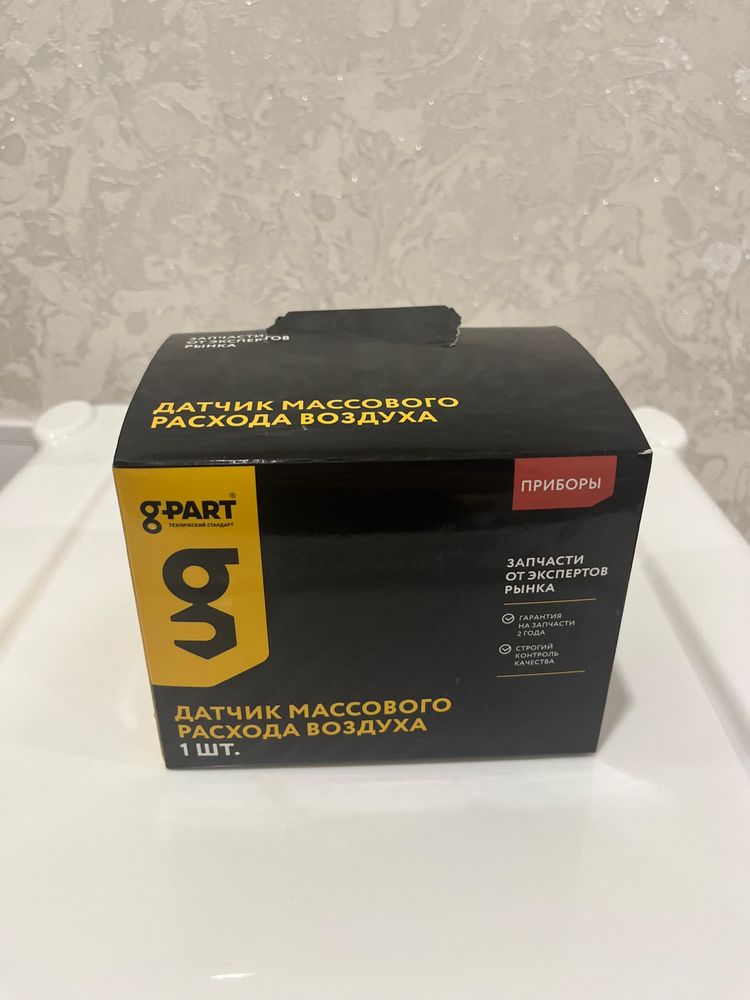 ЗАПЧАСТИ
ОТ ЭКСПЕРТОВ
РЫНКА
ДАТЧИК МАССОВОГО
РАСХОДА ВОЗДУХА
g-PART®
ТЕХНИЧЕСКИЙ СТАНДАРТ
ПРИБОРЫ
ЗАПЧАСТИ
ОТ ЭКСПЕРТОВ
РЫНКА
ГАРАНТИЯ
НА ЗАПЧАСТИ
2 ГОДА
СТРОГИЙ
КОНТРОЛЬ
КАЧЕСТВА
ДАТЧИК МАССОВОГО
РАСХОДА ВОЗДУХА
1 ШТ.